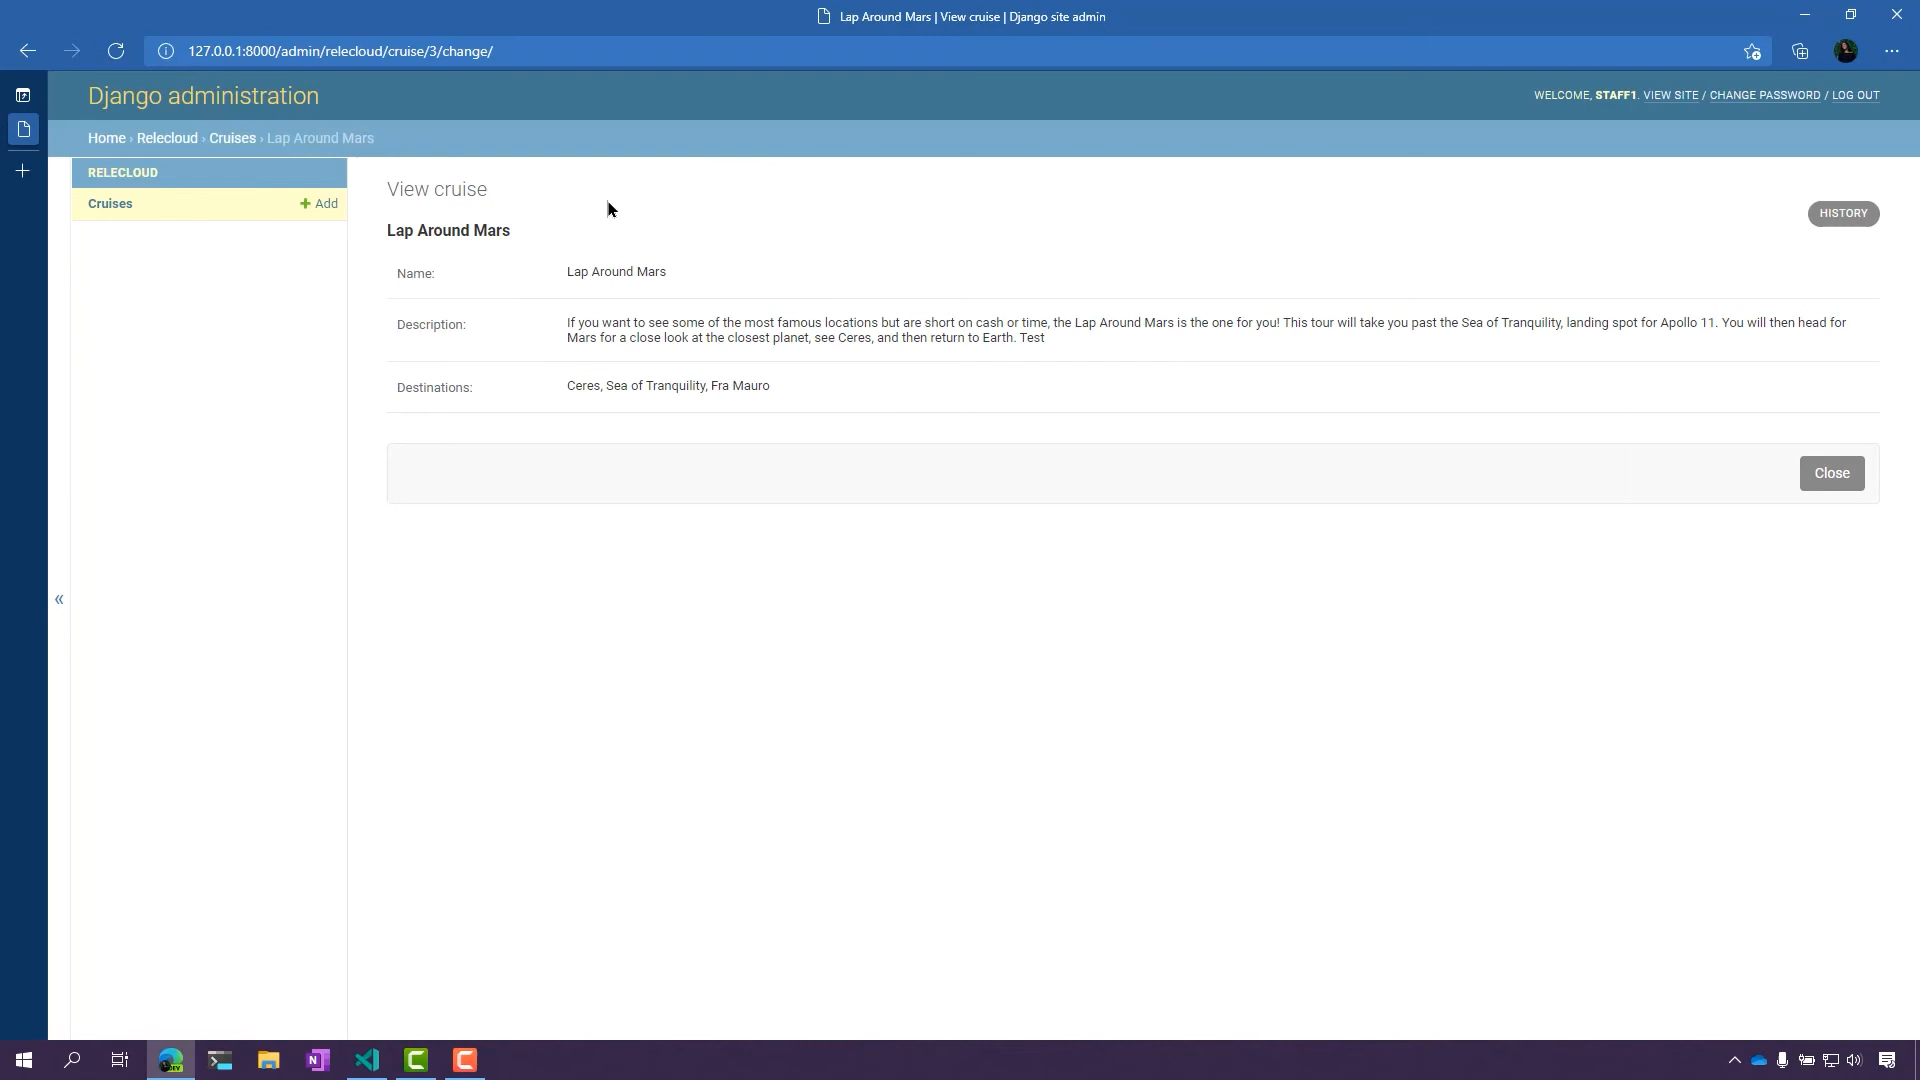 Lap Around Mars | View cruise | Django site admin
127.0.0.1:8000/admin/relecloud/cruise/3/change/
Django administration
WELCOME, STAFF1. VIEW SITE / CHANGE PASSWORD / LOG OUT
Home › Relecloud › Cruises › Lap Around Mars
RELECLOUD
Cruises
+ Add
«
View cruise
HISTORY
Lap Around Mars
Name: Lap Around Mars
Description: If you want to see some of the most famous locations but are short on cash or time, the Lap Around Mars is the one for you! This tour will take you past the Sea of Tranquility, landing spot for Apollo 11. You will then head for
Mars for a close look at the closest planet, see Ceres, and then return to Earth. Test
Destinations: Ceres, Sea of Tranquility, Fra Mauro
Close
DEV
N